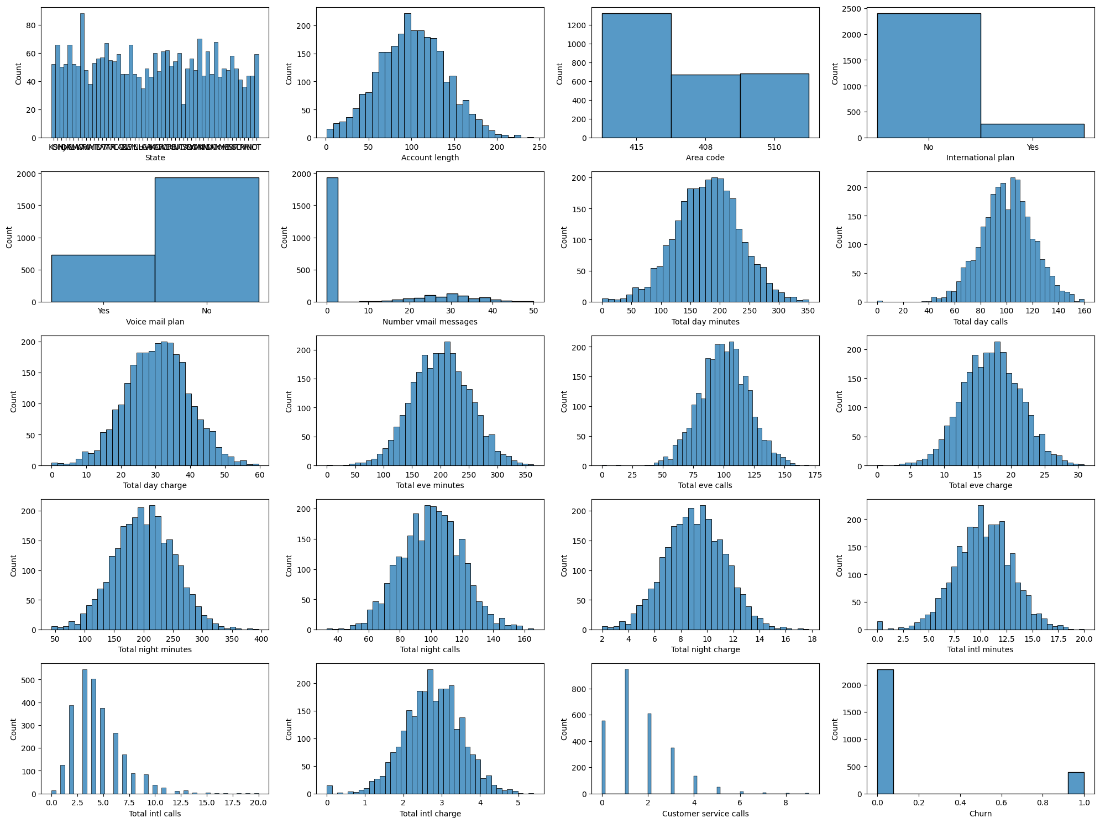 Count
80
60
40
20
0
State
Count
200
150
100
50
0
0 50 100 150 200 250
Account length
Count
1200
1000
800
600
400
200
0
415 408 510
Area code
Count
2500
2000
1500
1000
500
0
No Yes
International plan
Count
2000
1500
1000
500
0
Yes No
Voice mail plan
Count
2000
1500
1000
500
0
0 10 20 30 40 50
Number vmail messages
Count
200
150
100
50
0
0 50 100 150 200 250 300 350
Total day minutes
Count
200
150
100
50
0
0 20 40 60 80 100 120 140 160
Total day calls
Count
200
150
100
50
0
0 10 20 30 40 50 60
Total day charge
Count
200
150
100
50
0
0 50 100 150 200 250 300 350
Total eve minutes
Count
200
150
100
50
0
0 25 50 75 100 125 150 175
Total eve calls
Count
200
150
100
50
0
0 5 10 15 20 25 30
Total eve charge
Count
200
150
100
50
0
50 100 150 200 250 300 350 400
Total night minutes
Count
200
150
100
50
0
40 60 80 100 120 140 160
Total night calls
Count
200
150
100
50
0
2 4 6 8 10 12 14 16 18
Total night charge
Count
200
150
100
50
0
0.0 2.5 5.0 7.5 10.0 12.5 15.0 17.5 20.0
Total intl minutes
Count
500
400
300
200
100
0
0.0 2.5 5.0 7.5 10.0 12.5 15.0 17.5 20.0
Total intl calls
Count
200
150
100
50
0
0 1 2 3 4 5
Total intl charge
Count
800
600
400
200
0
0 2 4 6 8
Customer service calls
Count
2000
1500
1000
500
0
0.0 0.2 0.4 0.6 0.8 1.0
Churn